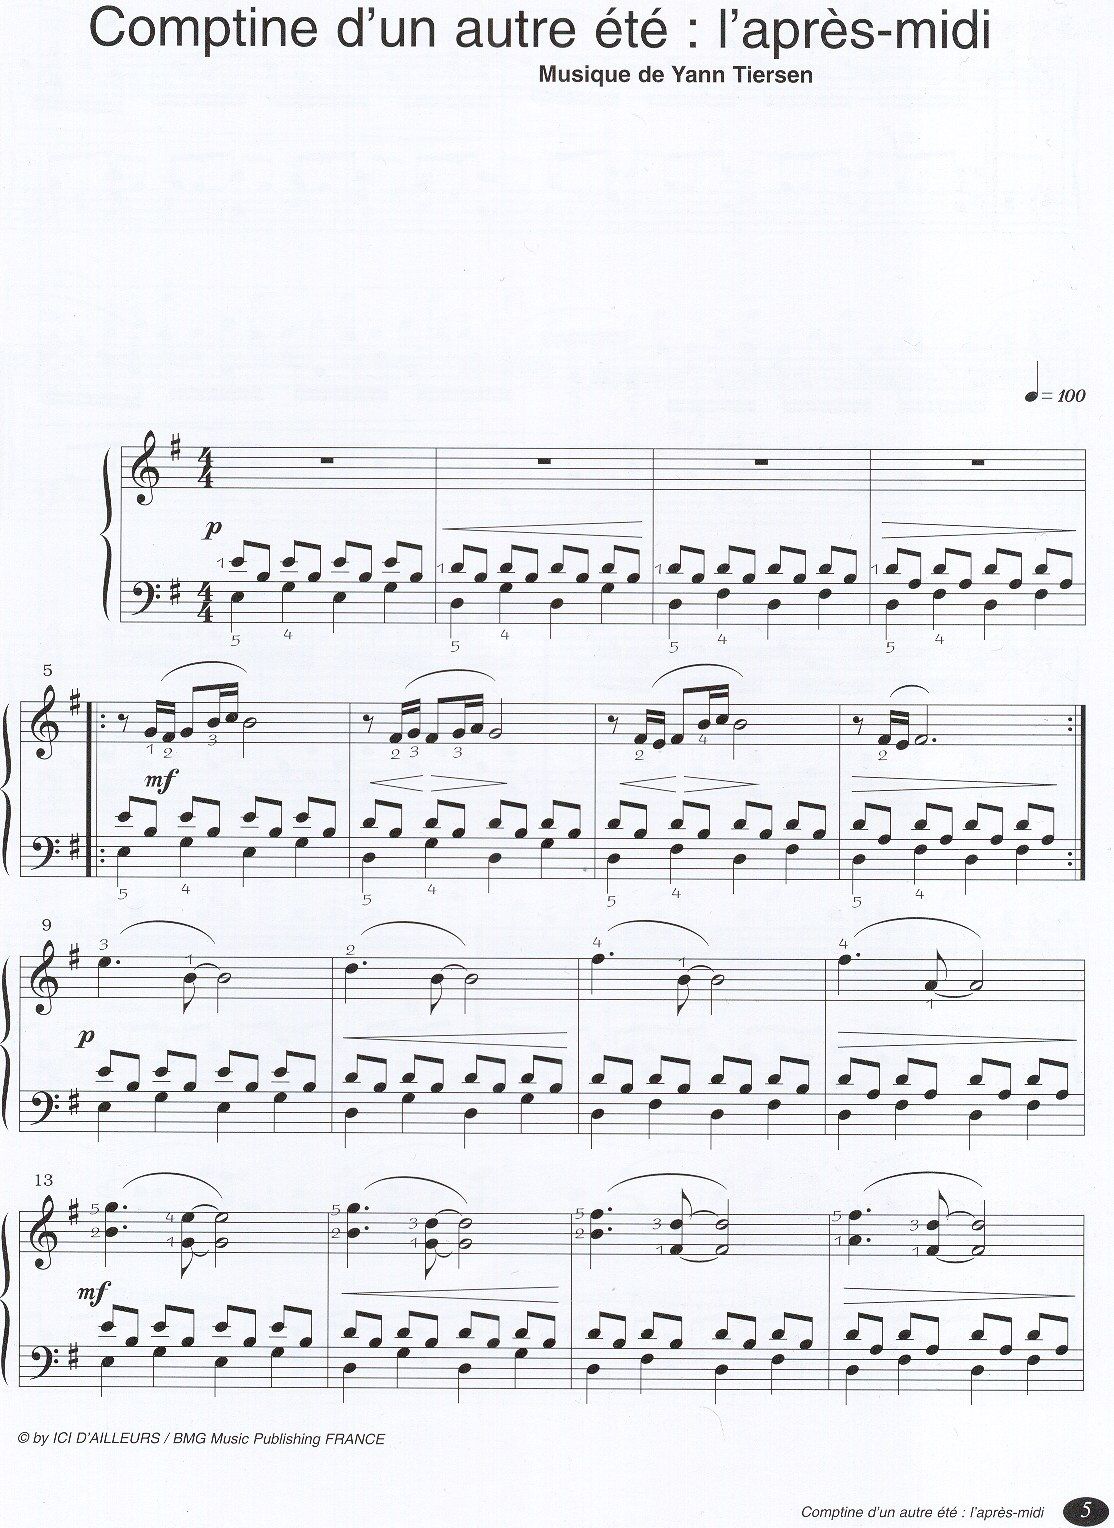 Comptine d'un autre été : l'après-midi
Musique de Yann Tiersen
= 100
4 4
p
1
1
1
1
4 4
5 4
5 4
5 4
5 4
5
1 2 3
2 3 3
2 4
2
mf
5 4
5 4
5 4
5 4
9
3 1
2
4 1
4 1
p
13
5 2 4 1
5 2 3 1
5 2 3 1
5 1 3 1
mf
© by ICI D'AILLEURS / BMG Music Publishing FRANCE
Comptine d'un autre été : l'après-midi 5